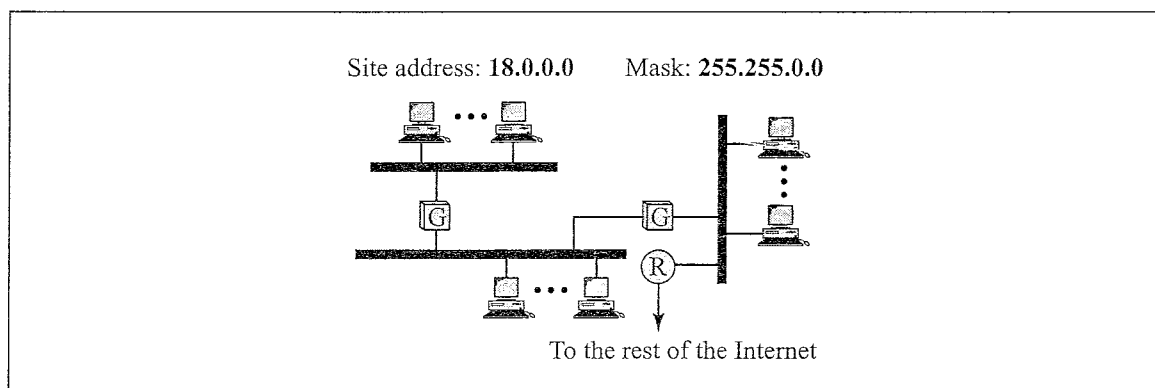 Site address: 18.0.0.0 Mask: 255.255.0.0
G
G
R
To the rest of the Internet